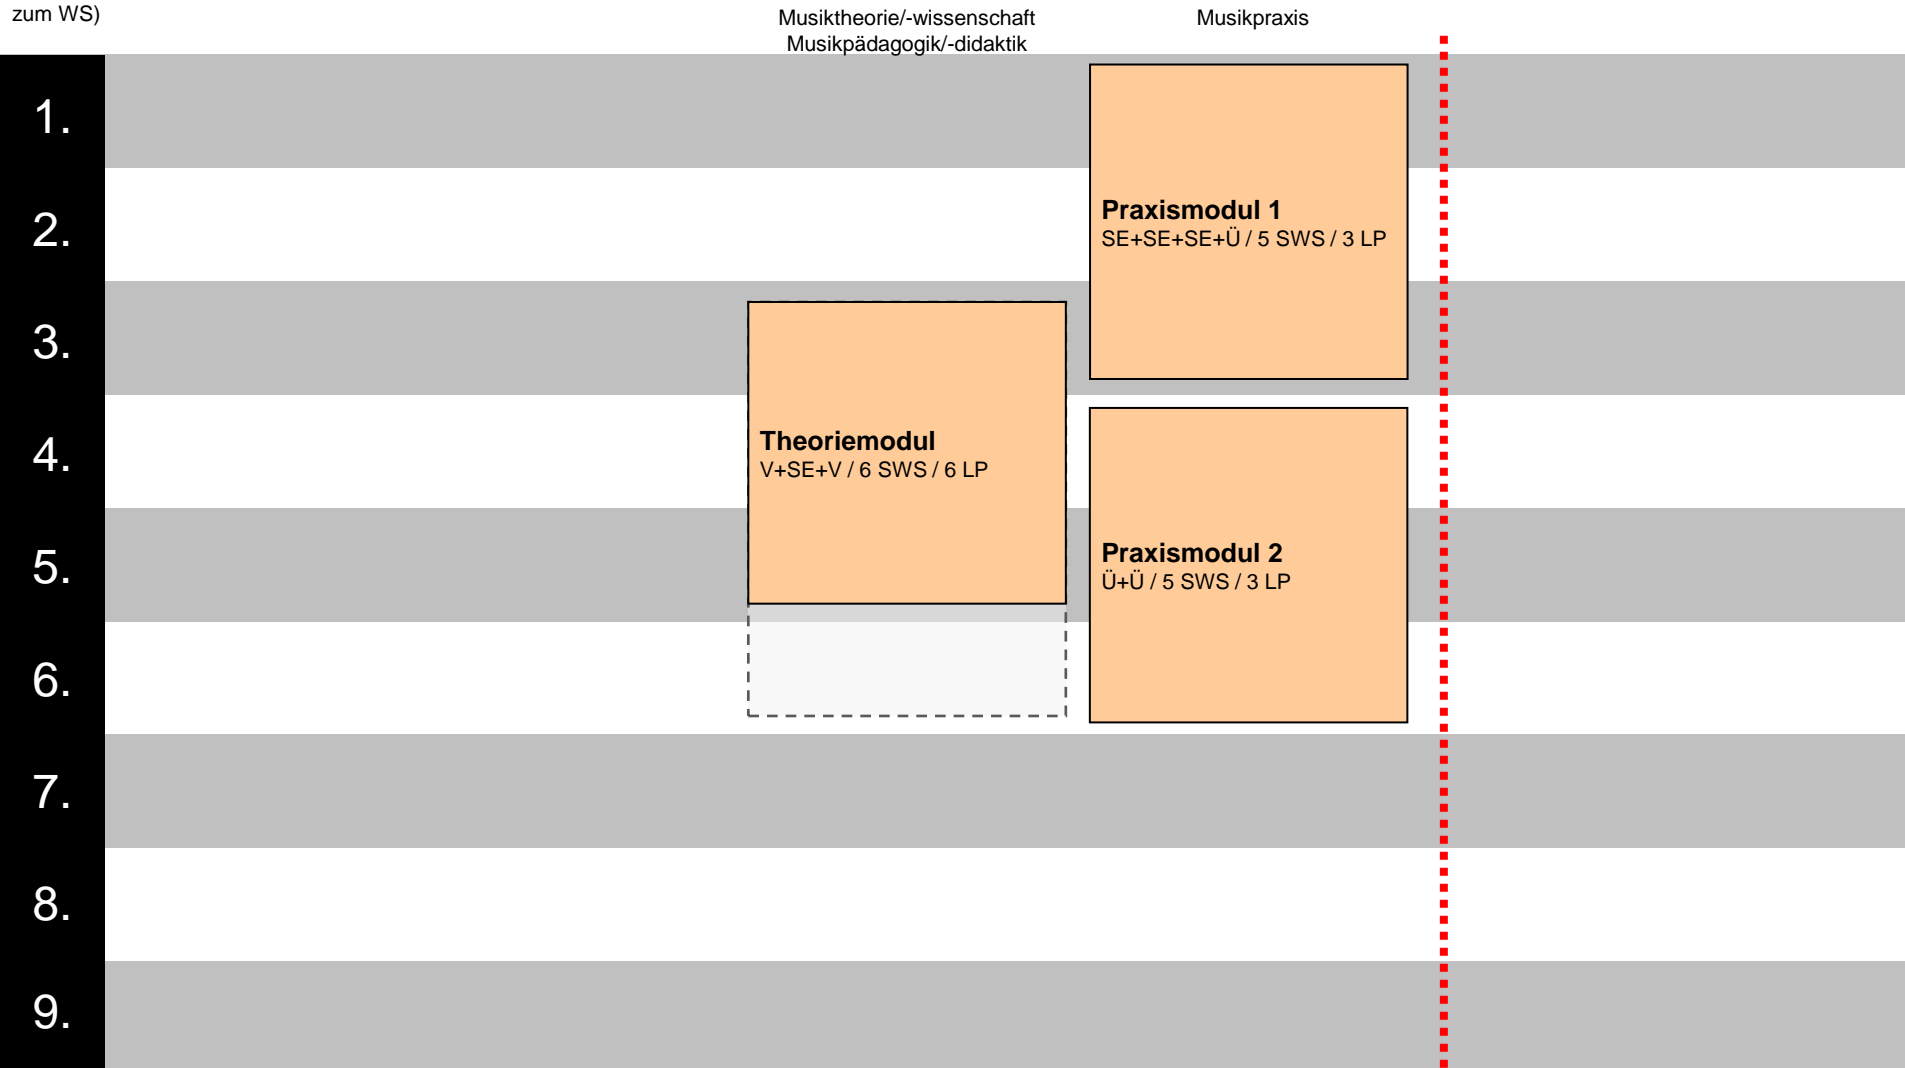 zum WS)
Musiktheorie/-wissenschaft
Musikpädagogik/-didaktik
Musikpraxis
1.
2.
Praxismodul 1
SE+SE+SE+Ü / 5 SWS / 3 LP
3.
4.
Theoriemodul
V+SE+V / 6 SWS / 6 LP
5.
Praxismodul 2
Ü+Ü / 5 SWS / 3 LP
6.
7.
8.
9.